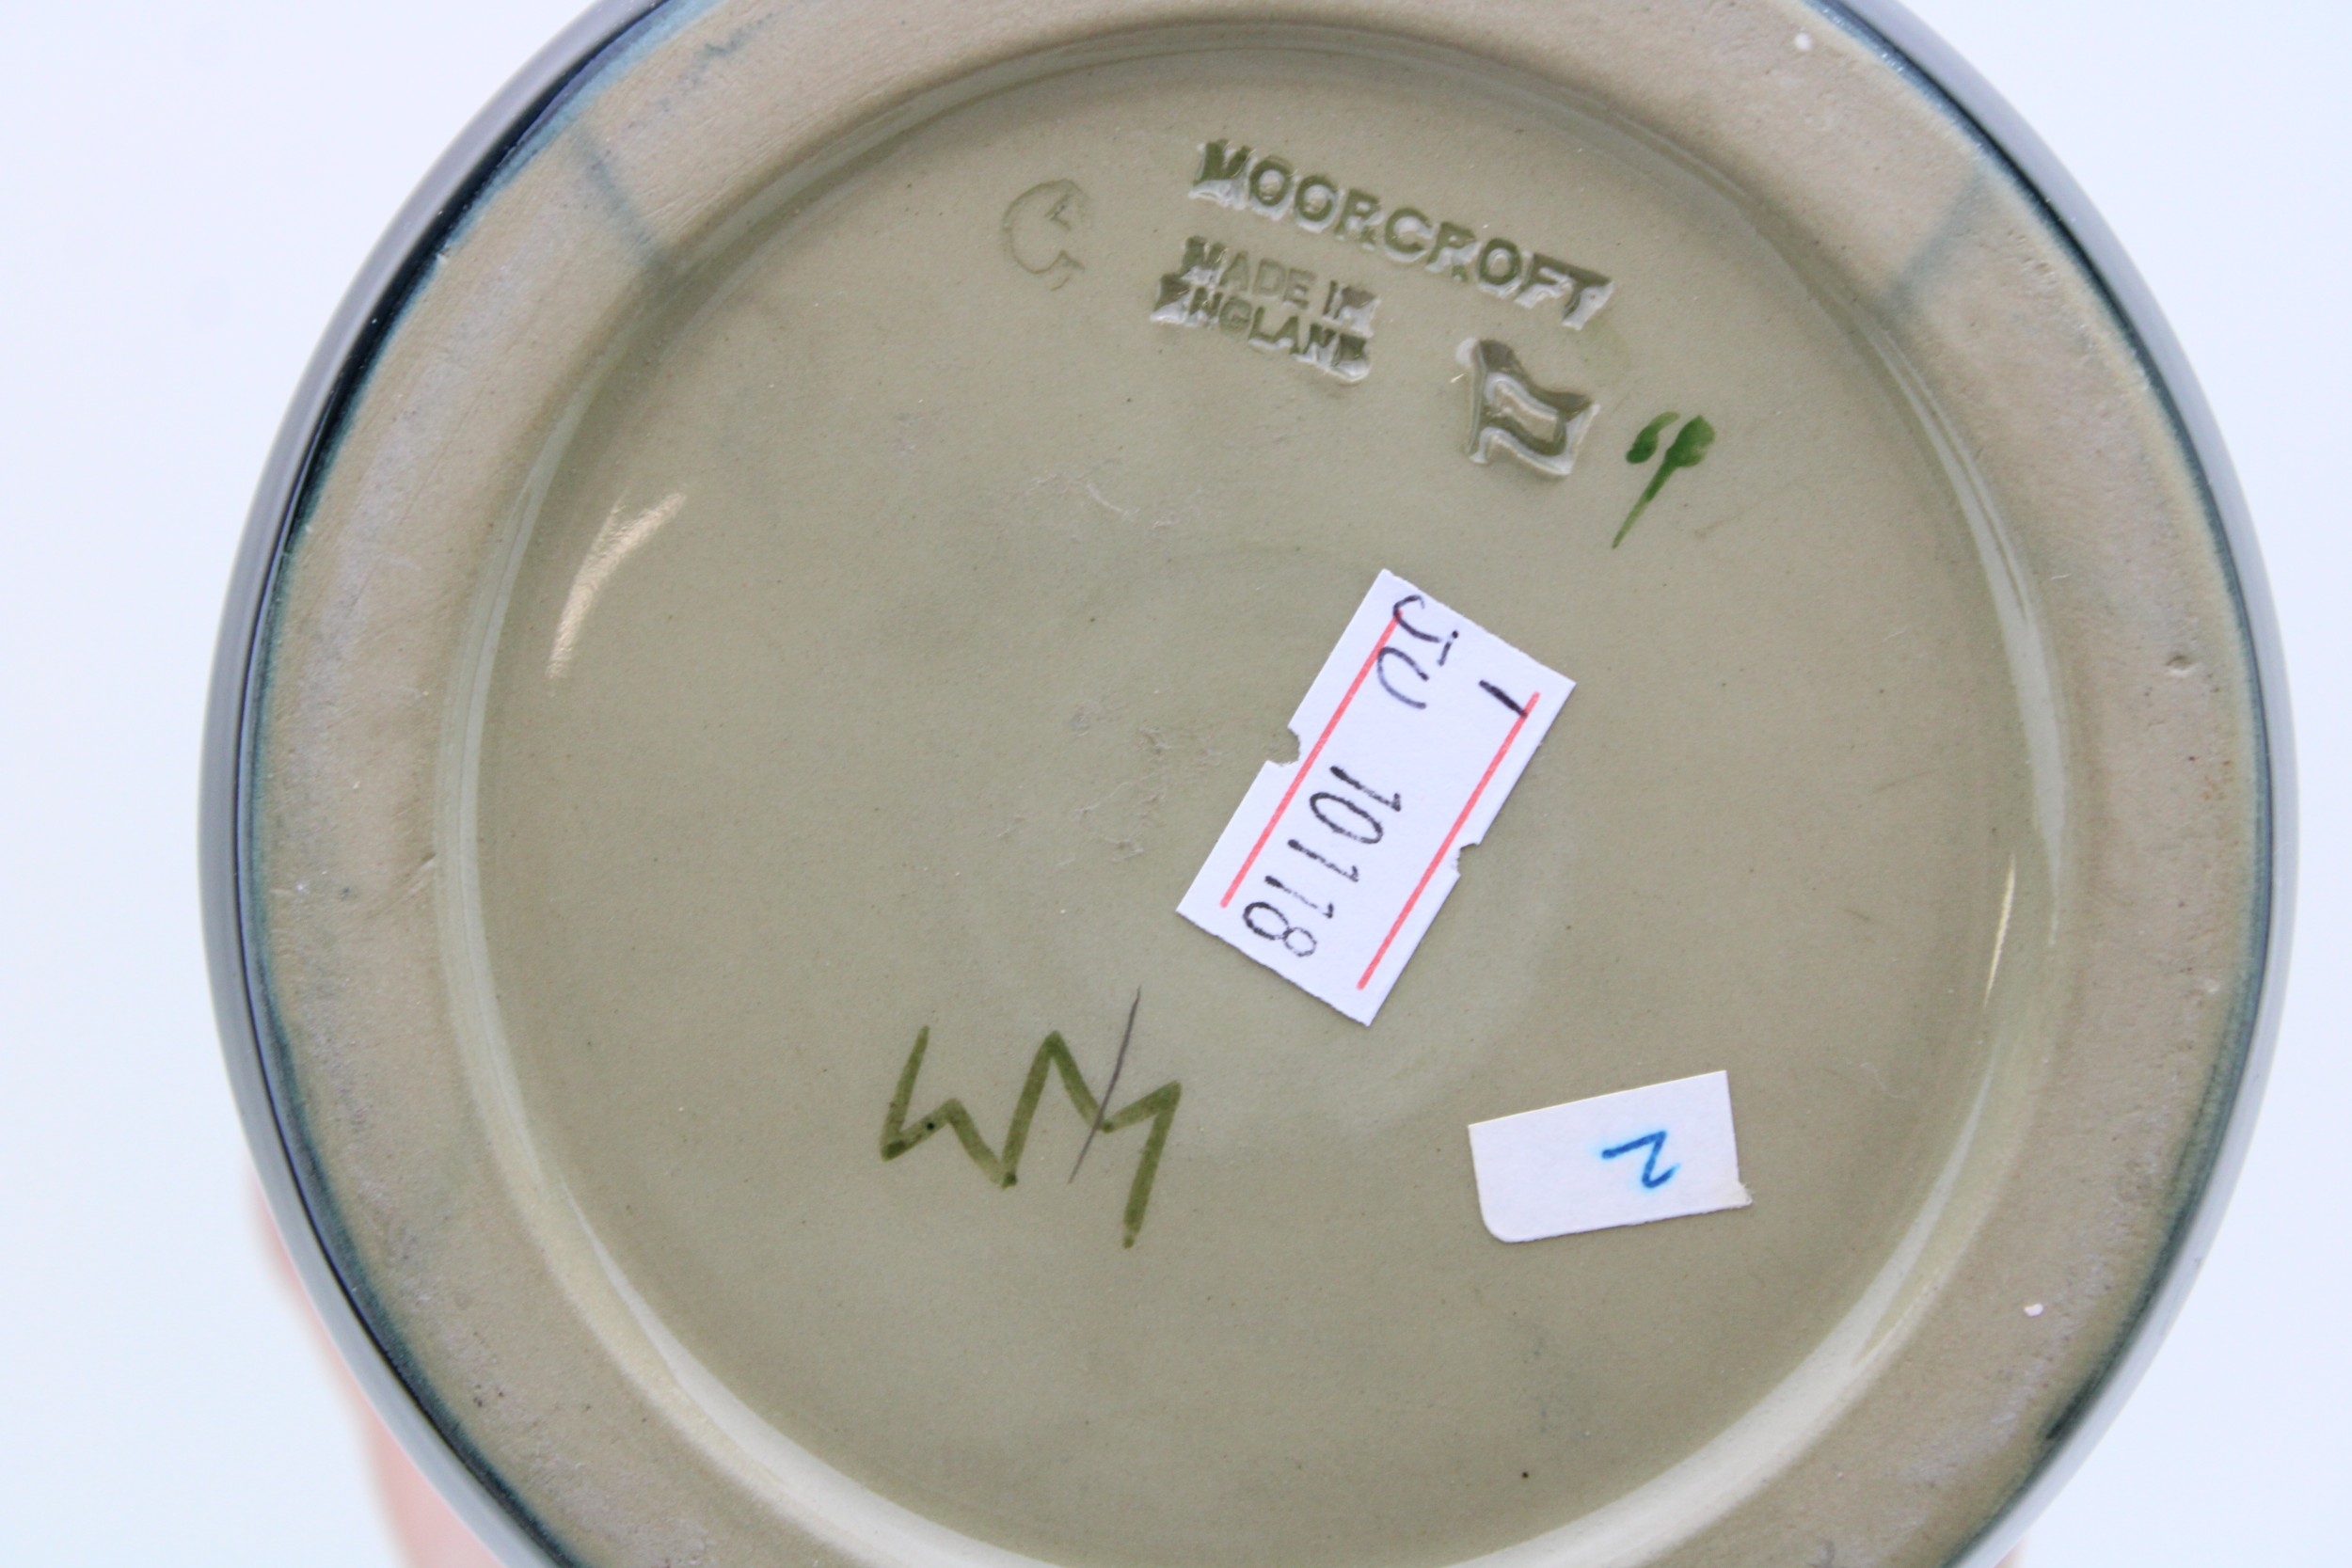 MOORCROFT
MADE IN
ENGLAND
1
JU 10118
WM
2